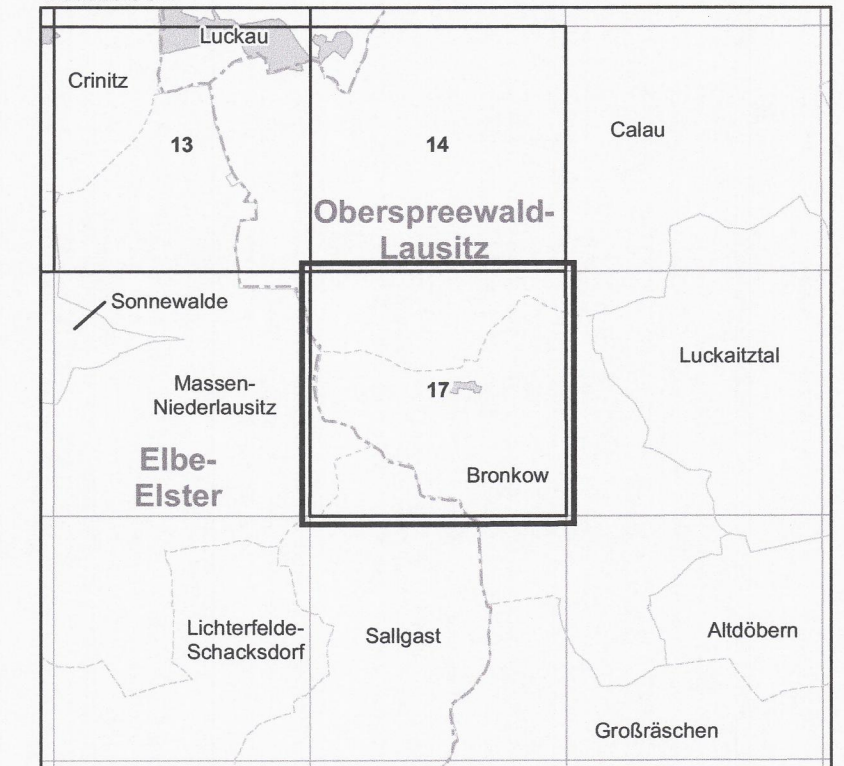 Luckau
Crinitz
Calau
13
14
Oberspreewald-
Lausitz
Sonnewalde
Luckaitztal
Massen-
Niederlausitz
17
Elbe-
Elster
Bronkow
Lichterfelde-
Schacksdorf
Sallgast
Altdöbern
Großräschen